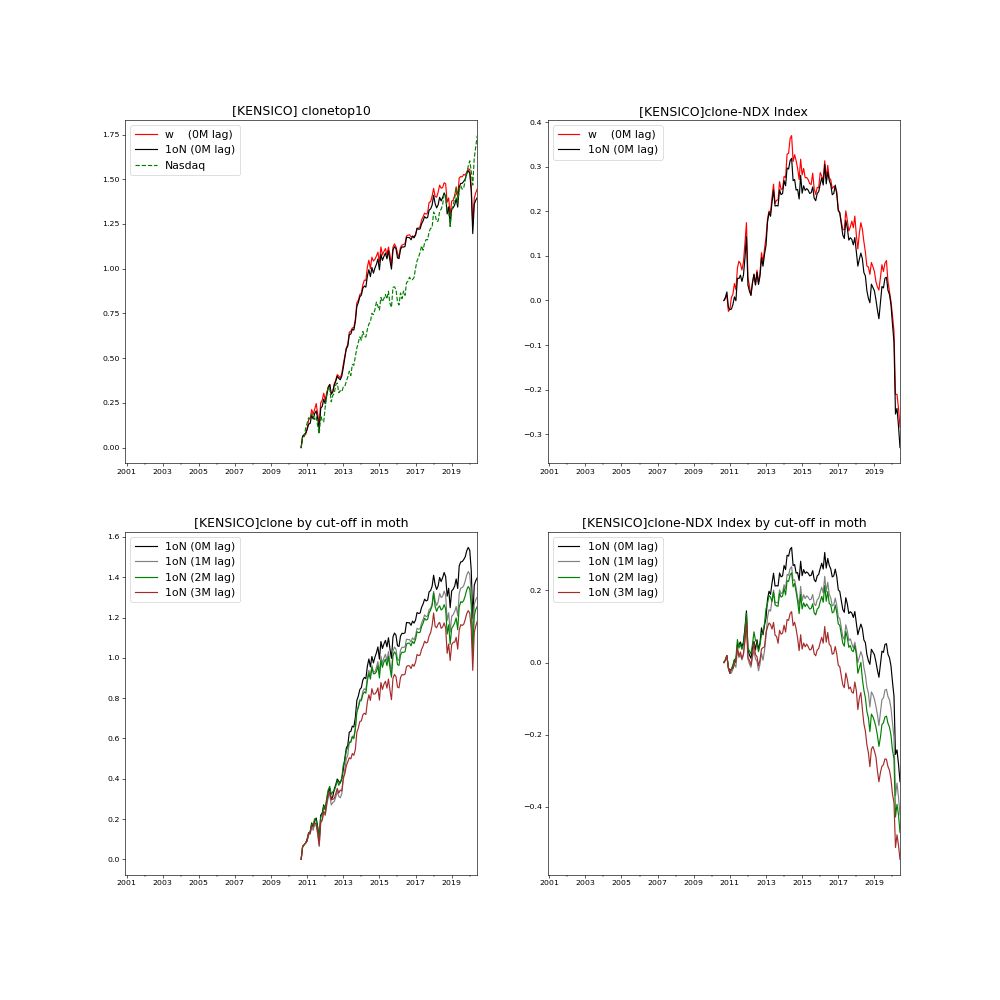 [KENSICO] clonetop10
w (0M lag)
1oN (0M lag)
Nasdaq
1.75
1.50
1.25
1.00
0.75
0.50
0.25
0.00
2001 2003 2005 2007 2009 2011 2013 2015 2017 2019
[KENSICO]clone-NDX Index
w (0M lag)
1oN (0M lag)
0.4
0.3
0.2
0.1
0.0
−0.1
−0.2
−0.3
2001 2003 2005 2007 2009 2011 2013 2015 2017 2019
[KENSICO]clone by cut-off in moth
1oN (0M lag)
1oN (1M lag)
1oN (2M lag)
1oN (3M lag)
1.6
1.4
1.2
1.0
0.8
0.6
0.4
0.2
0.0
2001 2003 2005 2007 2009 2011 2013 2015 2017 2019
[KENSICO]clone-NDX Index by cut-off in moth
1oN (0M lag)
1oN (1M lag)
1oN (2M lag)
1oN (3M lag)
0.2
0.0
−0.2
−0.4
2001 2003 2005 2007 2009 2011 2013 2015 2017 2019